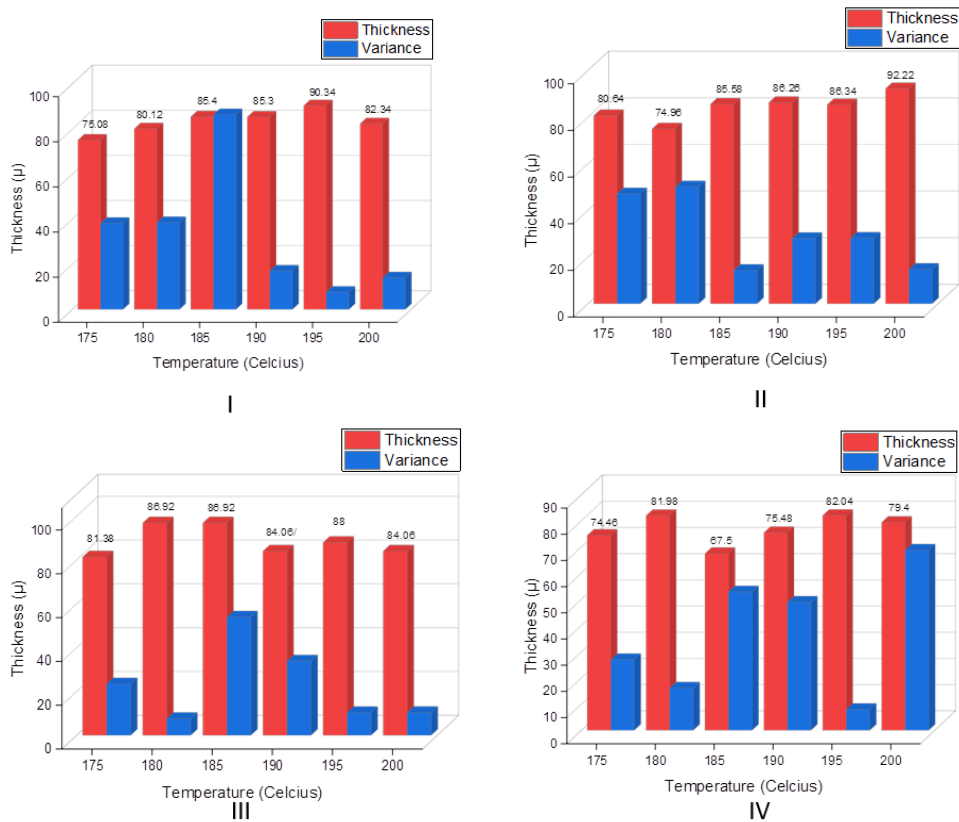 Thickness
Variance
75.08
80.12
85.4
85.3
90.34
82.34
100
80
60
40
20
0
Thickness (μ)
175 180 185 190 195 200
Temperature (Celcius)
I
Thickness
Variance
80.64
74.96
85.58
86.26
86.34
92.22
100
80
60
40
20
0
Thickness (μ)
175 180 185 190 195 200
Temperature (Celcius)
II
Thickness
Variance
81.38
86.92
86.92
84.06/
88
84.06
100
80
60
40
20
0
Thickness (μ)
175 180 185 190 195 200
Temperature (Celcius)
III
Thickness
Variance
74.46
81.98
67.5
75.48
82.04
79.4
90
80
70
60
50
40
30
20
10
0
Thickness (μ)
175 180 185 190 195 200
Temperature (Celcius)
IV